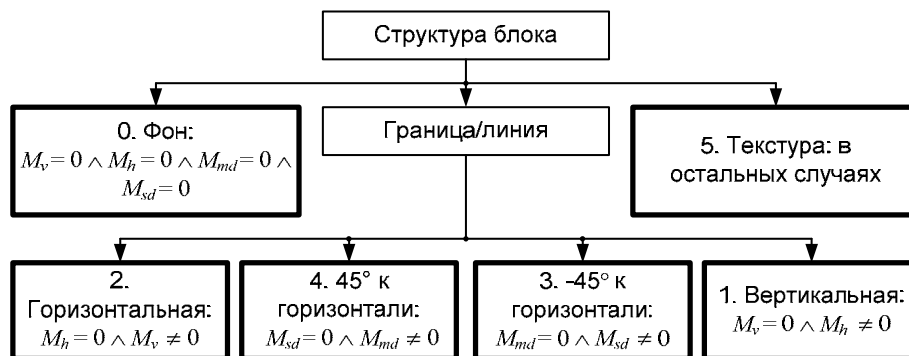 Структура блока
0. Фон:
M_v = 0 ∧ M_h = 0 ∧ M_md = 0 ∧
M_sd = 0
Граница/линия
5. Текстура: в
остальных случаях
2.
Горизонтальная:
M_h = 0 ∧ M_v ≠ 0
4. 45° к
горизонтали:
M_sd = 0 ∧ M_md ≠ 0
3. -45° к
горизонтали:
M_md = 0 ∧ M_sd ≠ 0
1. Вертикальная:
M_v = 0 ∧ M_h ≠ 0